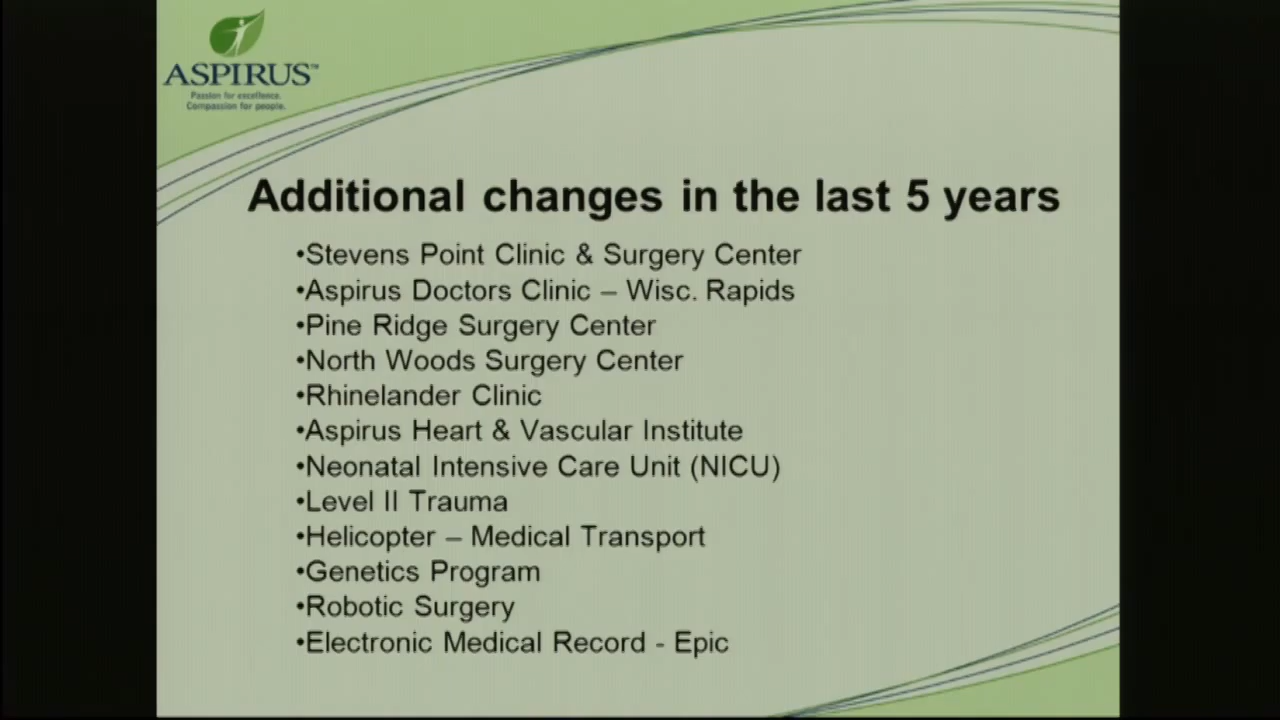 ASPIRUS™
Passion for excellence.
Compassion for people.
Additional changes in the last 5 years
•Stevens Point Clinic & Surgery Center
•Aspirus Doctors Clinic – Wisc. Rapids
•Pine Ridge Surgery Center
•North Woods Surgery Center
•Rhinelander Clinic
•Aspirus Heart & Vascular Institute
•Neonatal Intensive Care Unit (NICU)
•Level II Trauma
•Helicopter – Medical Transport
•Genetics Program
•Robotic Surgery
•Electronic Medical Record - Epic